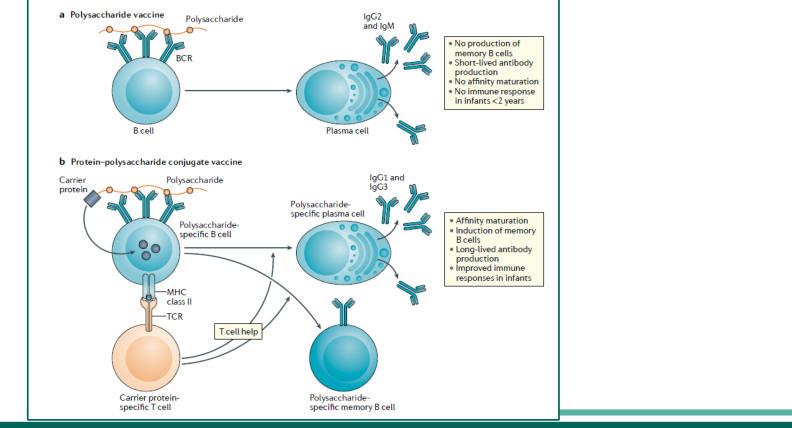 a Polysaccharide vaccine
Polysaccharide
BCR
B cell
Plasma cell
IgG2
and IgM
• No production of
memory B cells
• Short-lived antibody
production
• No affinity maturation
• No immune response
in infants <2 years
b Protein–polysaccharide conjugate vaccine
Carrier
protein
Polysaccharide
Polysaccharide-
specific B cell
MHC
class II
TCR
T cell help
Carrier protein-
specific T cell
Polysaccharide-
specific plasma cell
IgG1 and
IgG3
Polysaccharide-
specific memory B cell
• Affinity maturation
• Induction of memory
B cells
• Long-lived antibody
production
• Improved immune
responses in infants